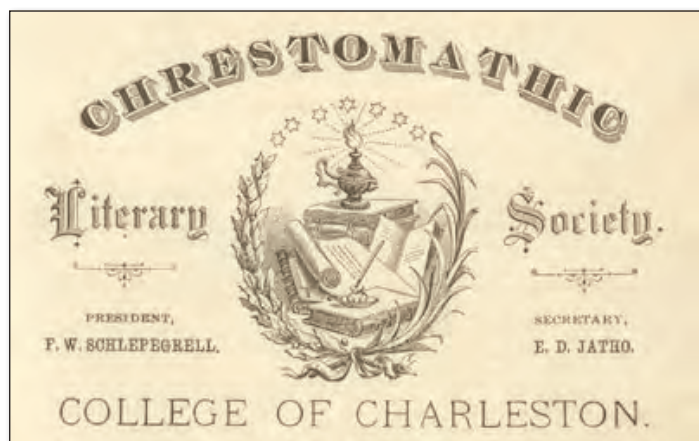 CHRESTOMATHIC
Literary Society.
PRESIDENT,
F. W. SCHLEPEGRELL.
SECRETARY,
E. D. JATHO.
COLLEGE OF CHARLESTON.